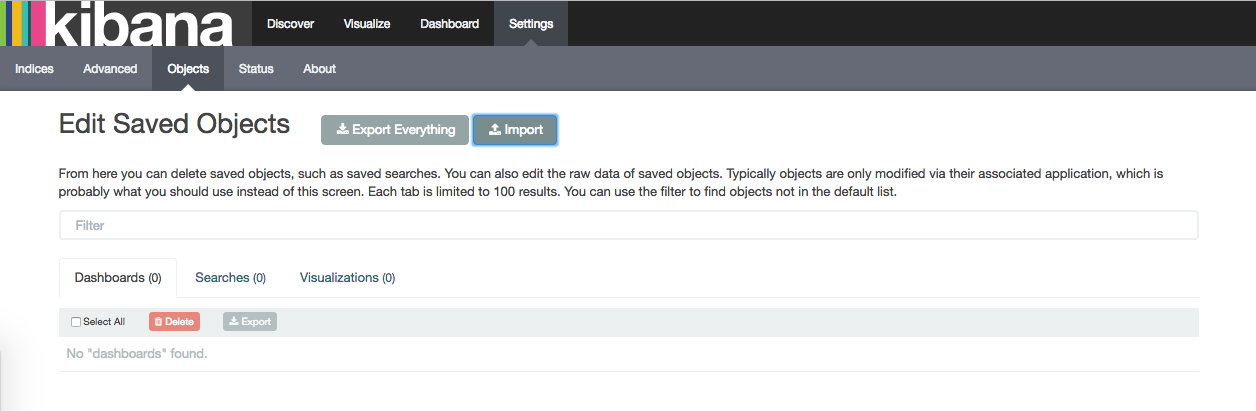 kibana Discover Visualize Dashboard Settings
Indices Advanced Objects Status About
Edit Saved Objects Export Everything Import
From here you can delete saved objects, such as saved searches. You can also edit the raw data of saved objects. Typically objects are only modified via their associated application, which is
probably what you should use instead of this screen. Each tab is limited to 100 results. You can use the filter to find objects not in the default list.
Filter
Dashboards (0) Searches (0) Visualizations (0)
Select All Delete Export
No "dashboards" found.